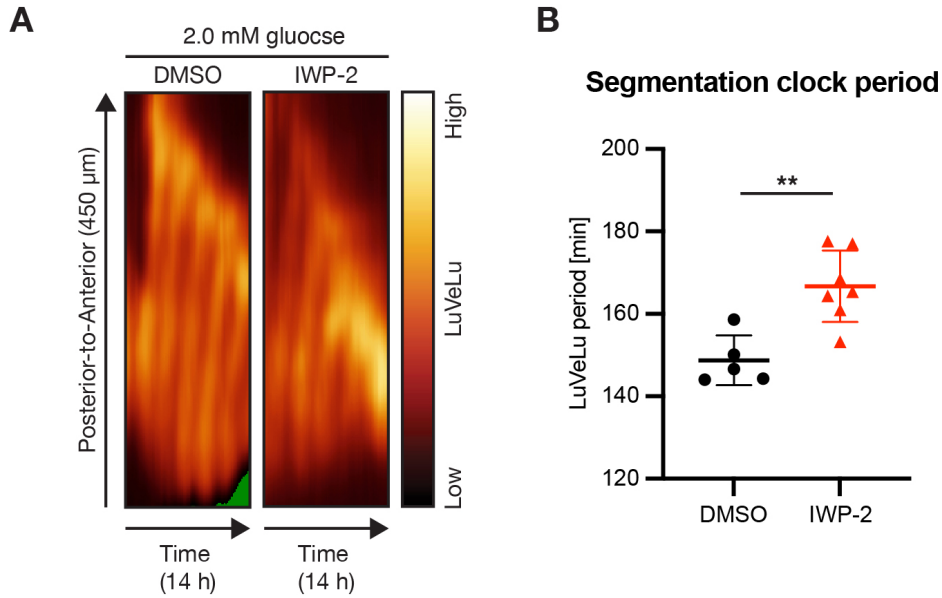 A
2.0 mM gluocse
DMSO
IWP-2
Posterior-to-Anterior (450 μm)
High
LuVeLu
Low
Time
(14 h)
Time
(14 h)
B
Segmentation clock period
200
180
160
140
120
LuVeLu period [min]
**
DMSO
IWP-2